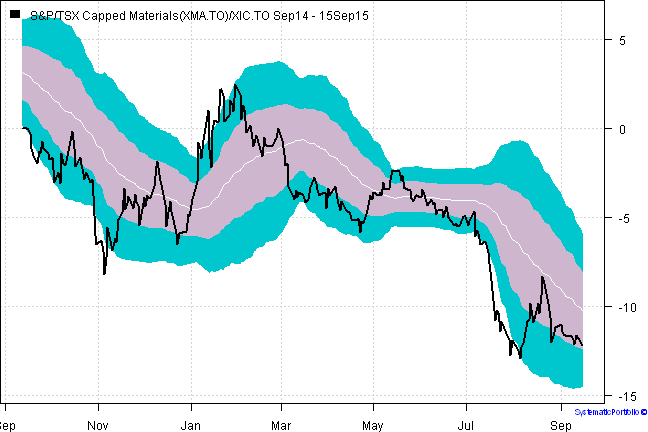 S&P/TSX Capped Materials(XMA.TO)/XIC.TO Sep14 - 15Sep15
5
0
-5
-10
-15
Sep Nov Jan Mar May Jul Sep
SystematicPortfolio ©